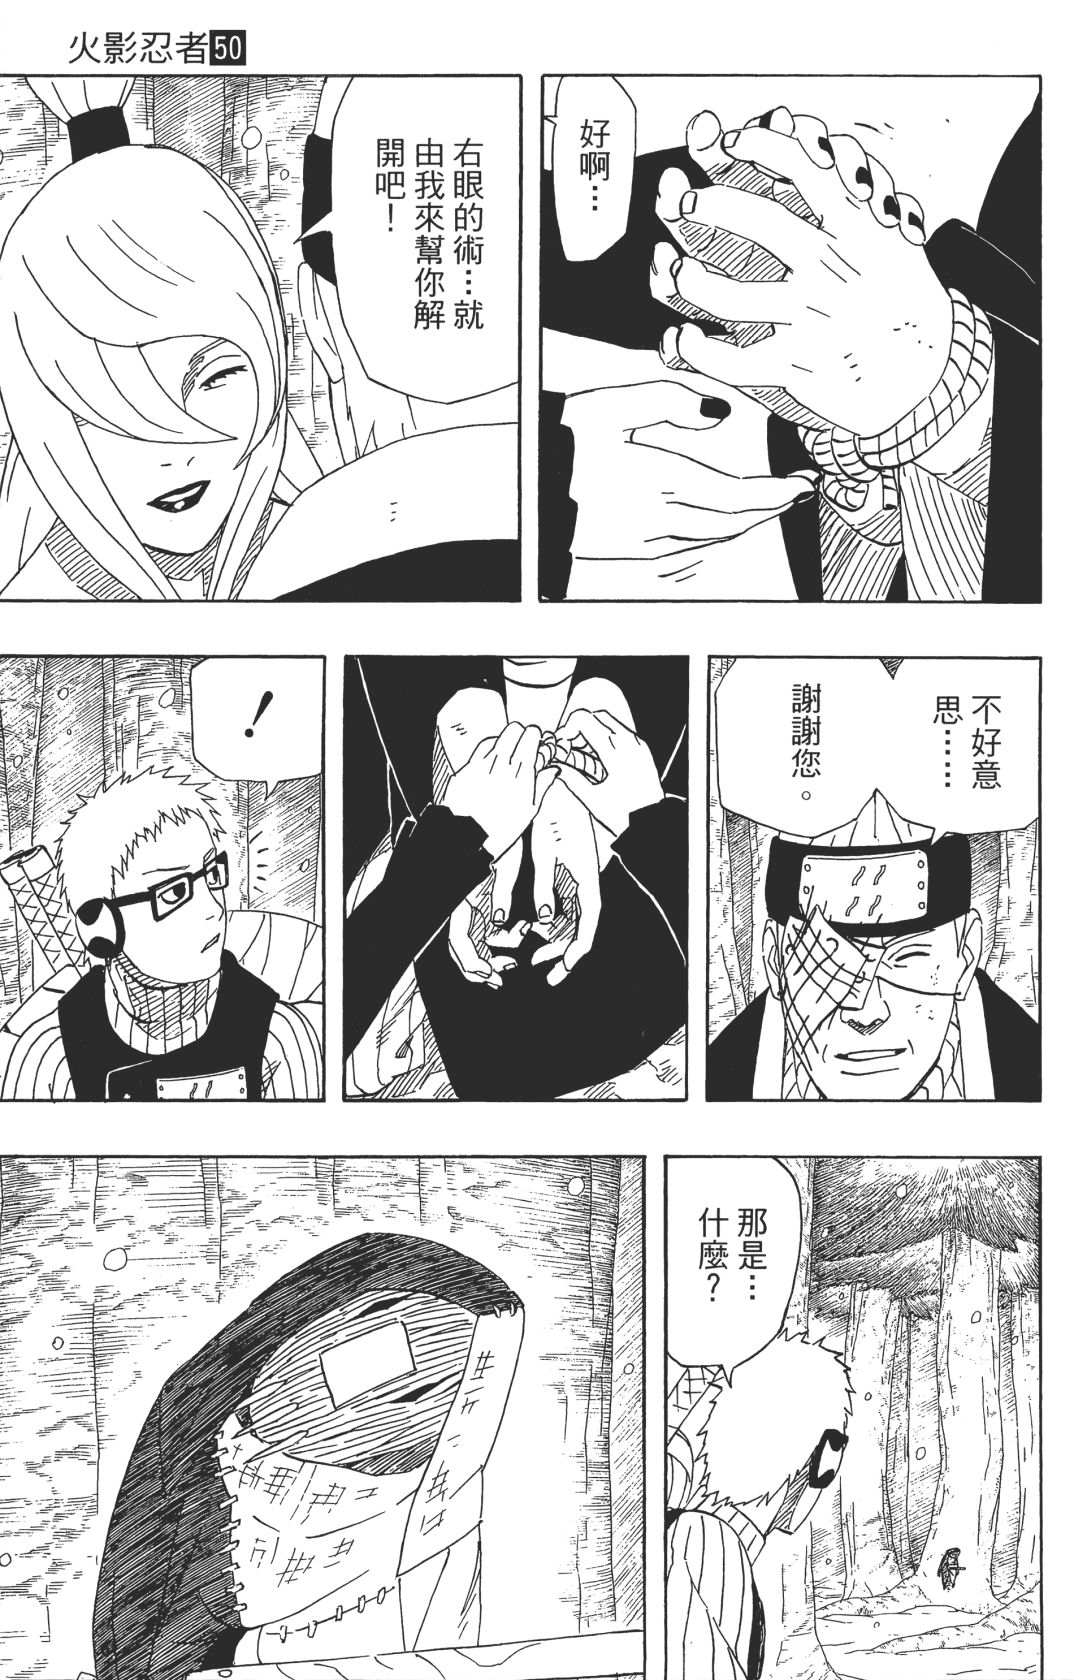 火影忍者50
好啊…
右眼的術…就
由我來幫你解
開吧！
不好意
思……
謝謝您。
！
那是…
什麼？